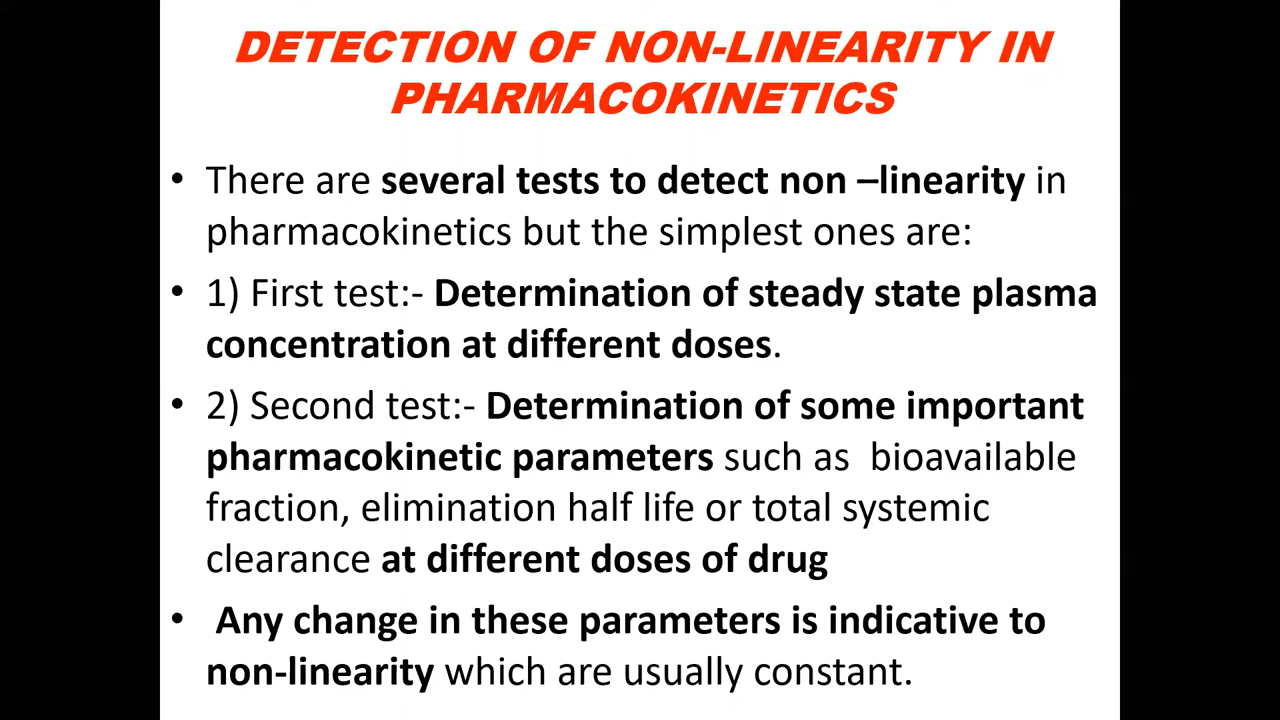 DETECTION OF NON-LINEARITY IN
PHARMACOKINETICS
• There are several tests to detect non –linearity in
pharmacokinetics but the simplest ones are:
• 1) First test:- Determination of steady state plasma
concentration at different doses.
• 2) Second test:- Determination of some important
pharmacokinetic parameters such as  bioavailable
fraction, elimination half life or total systemic
clearance at different doses of drug
•  Any change in these parameters is indicative to
non-linearity which are usually constant.